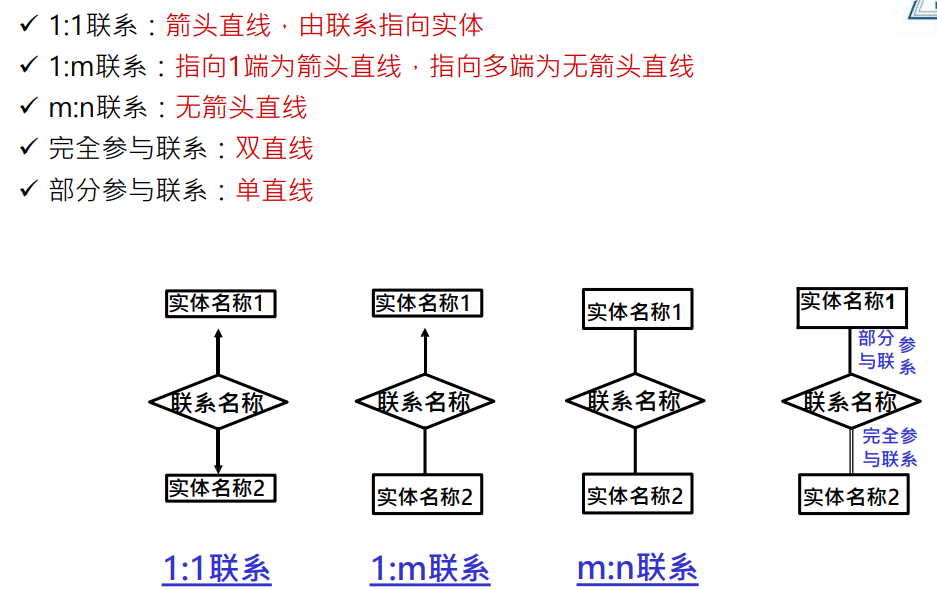 ✓ 1:1联系：箭头直线，由联系指向实体
✓ 1:m联系：指向1端为箭头直线，指向多端为无箭头直线
✓ m:n联系：无箭头直线
✓ 完全参与联系：双直线
✓ 部分参与联系：单直线
实体名称1
联系名称
实体名称2
1:1联系
实体名称1
联系名称
实体名称2
1:m联系
实体名称1
联系名称
实体名称2
m:n联系
实体名称1
部分参
与联系
联系名称
完全参
与联系
实体名称2